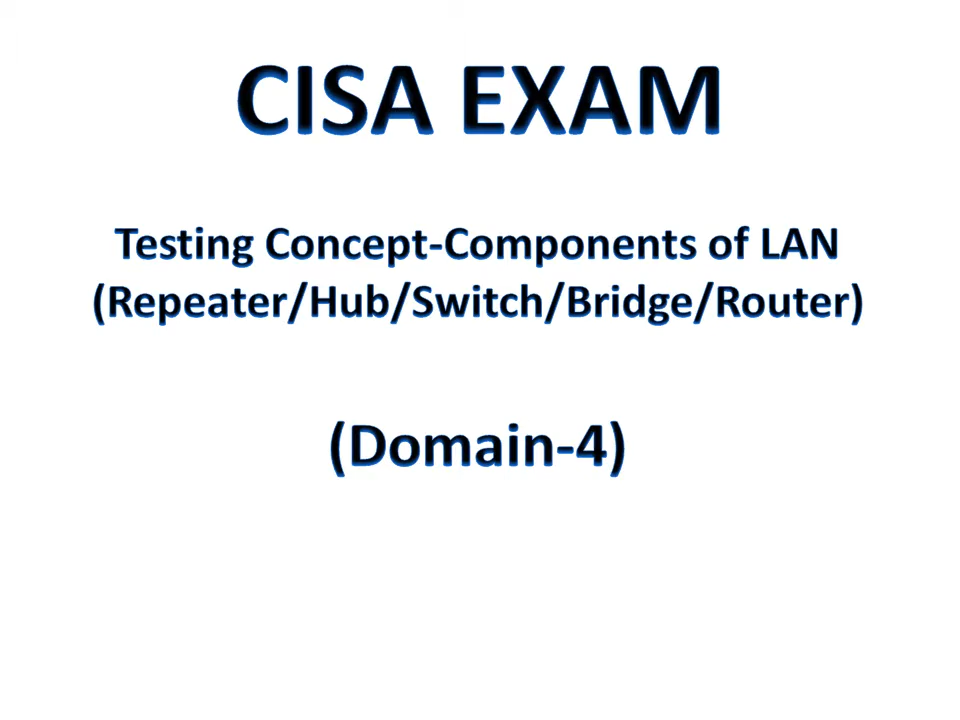 CISA EXAM
Testing Concept-Components of LAN
(Repeater/Hub/Switch/Bridge/Router)
(Domain-4)